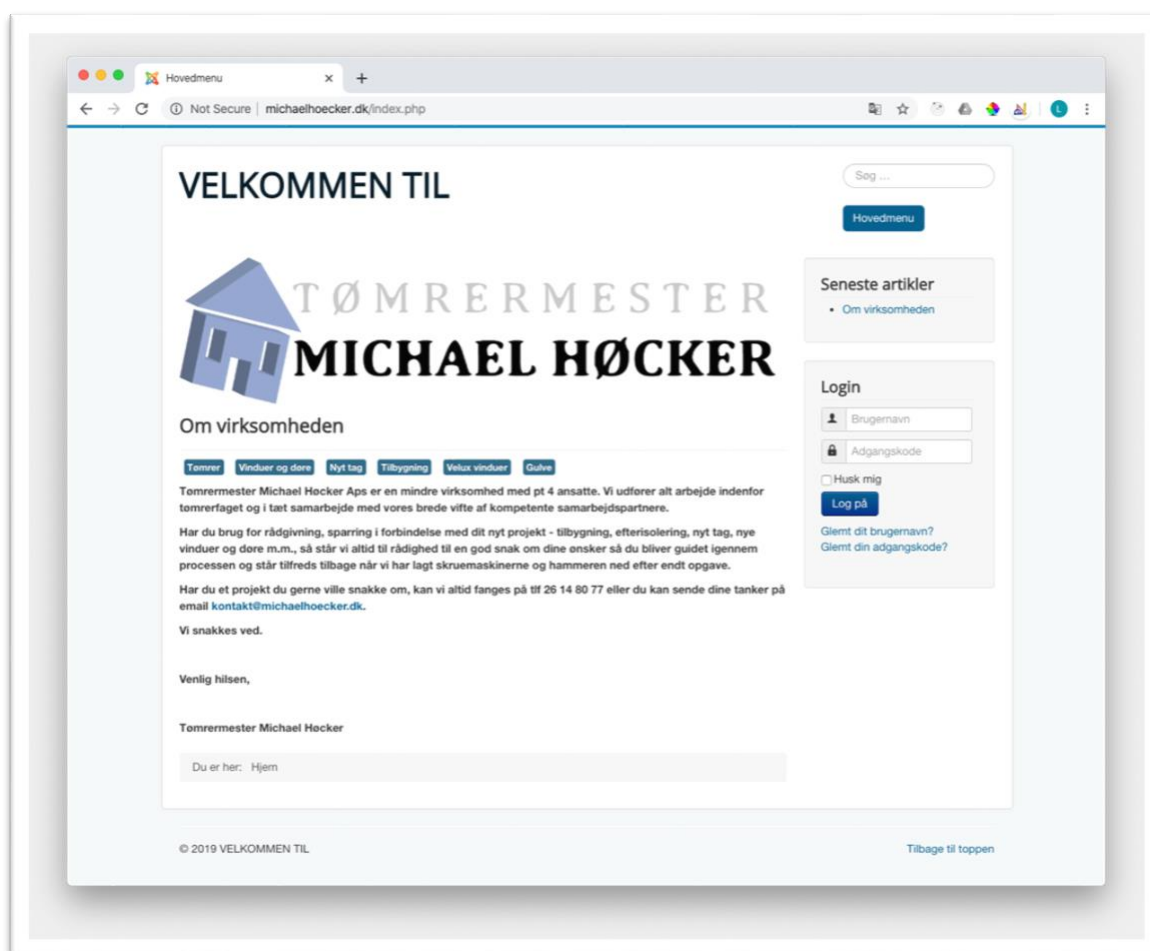 Hovedmenu
Not Secure | michaelhoecker.dk/index.php
L
VELKOMMEN TIL
Søg ...
Hovedmenu
TØMRERMESTER
MICHAEL HØCKER
Om virksomheden
Tømrer Vinduer og døre Nyt tag Tilbygning Velux vinduer Gulve
Tømrermester Michael Høcker Aps er en mindre virksomhed med pt 4 ansatte. Vi udfører alt arbejde indenfor
tømrerfaget og i tæt samarbejde med vores brede vifte af kompetente samarbejdspartnere.
Har du brug for rådgivning, sparring i forbindelse med dit nyt projekt - tilbygning, efterisolering, nyt tag, nye
vinduer og døre m.m., så står vi altid til rådighed til en god snak om dine ønsker så du bliver guidet igennem
processen og står tilfreds tilbage når vi har lagt skruemaskinerne og hammeren ned efter endt opgave.
Har du et projekt du gerne ville snakke om, kan vi altid fanges på tlf 26 14 80 77 eller du kan sende dine tanker på
email kontakt@michaelhoecker.dk.
Vi snakkes ved.
Venlig hilsen,
Tømrermester Michael Høcker
Du er her: Hjem
Seneste artikler
Om virksomheden
Login
Brugernavn
Adgangskode
Husk mig
Log på
Glemt dit brugernavn?
Glemt din adgangskode?
© 2019 VELKOMMEN TIL
Tilbage til toppen